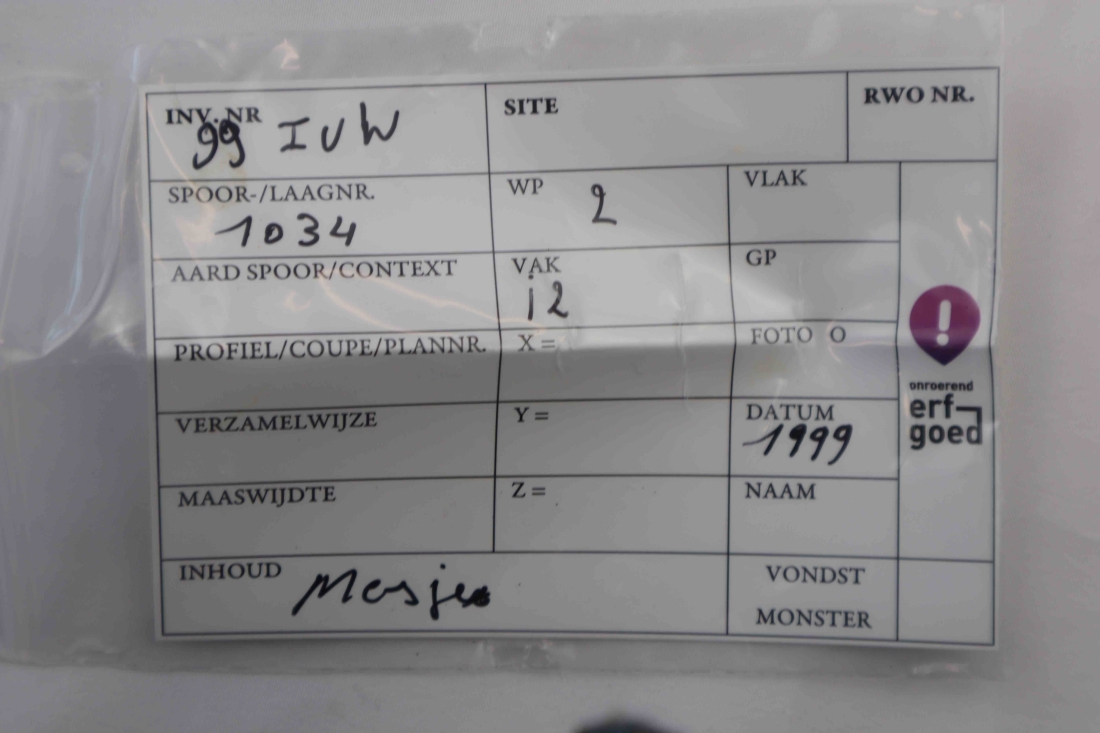 INV. NR
99 IVW
SITE
RWO NR.
SPOOR-/LAAGNR.
1034
WP 2
VLAK
AARD SPOOR/CONTEXT
VAK
i2
GP
PROFIEL/COUPE/PLANNR.
X =
FOTO O
VERZAMELWIJZE
Y =
DATUM
1999
MAASWIJDTE
Z =
NAAM
INHOUD
VONDST
MONSTER
onroerend
erf-
goed